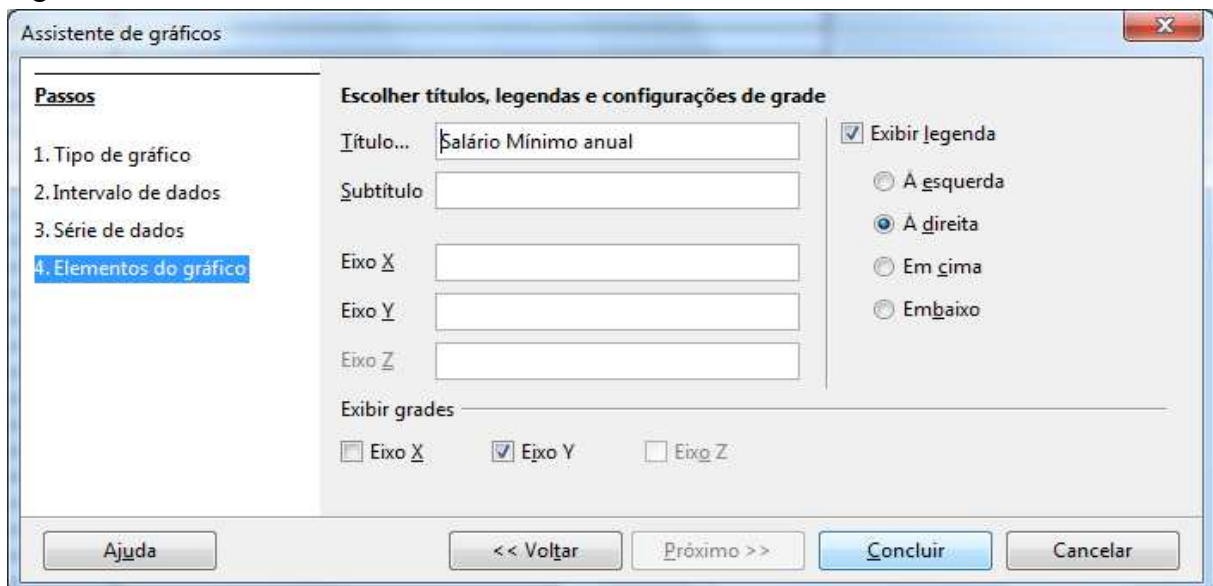 Assistente de gráficos
Passos
1. Tipo de gráfico
2. Intervalo de dados
3. Série de dados
4. Elementos do gráfico
Escolher títulos, legendas e configurações de grade
Título... Salário Mínimo anual
Subtítulo
Eixo X
Eixo Y
Eixo Z
Exibir legenda
À esquerda
À direita
Em cima
Embaixo
Exibir grades
Eixo X Eixo Y Eixo Z
Ajuda << Voltar Próximo >> Concluir Cancelar